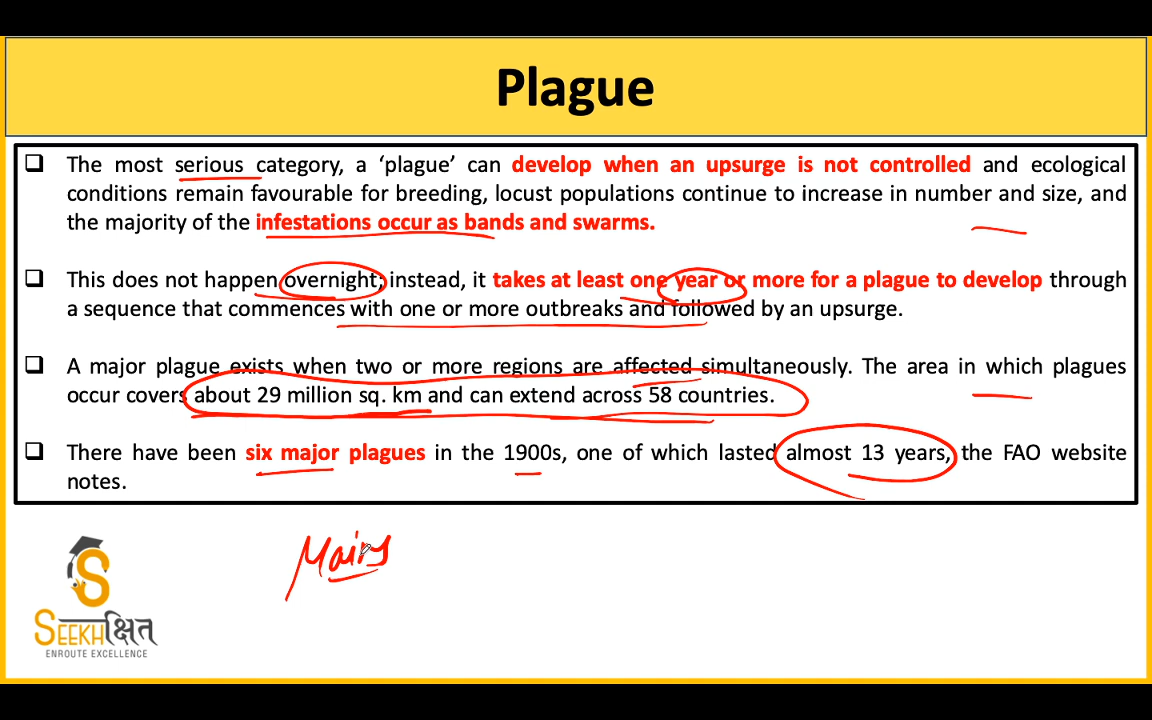 Plague
The most serious category, a ‘plague’ can develop when an upsurge is not controlled and ecological
conditions remain favourable for breeding, locust populations continue to increase in number and size, and
the majority of the infestations occur as bands and swarms.
This does not happen overnight; instead, it takes at least one year or more for a plague to develop through
a sequence that commences with one or more outbreaks and followed by an upsurge.
A major plague exists when two or more regions are affected simultaneously. The area in which plagues
occur covers about 29 million sq. km and can extend across 58 countries.
There have been six major plagues in the 1900s, one of which lasted almost 13 years, the FAO website
notes.
Mains
SEEKHक्षित
ENROUTE EXCELLENCE